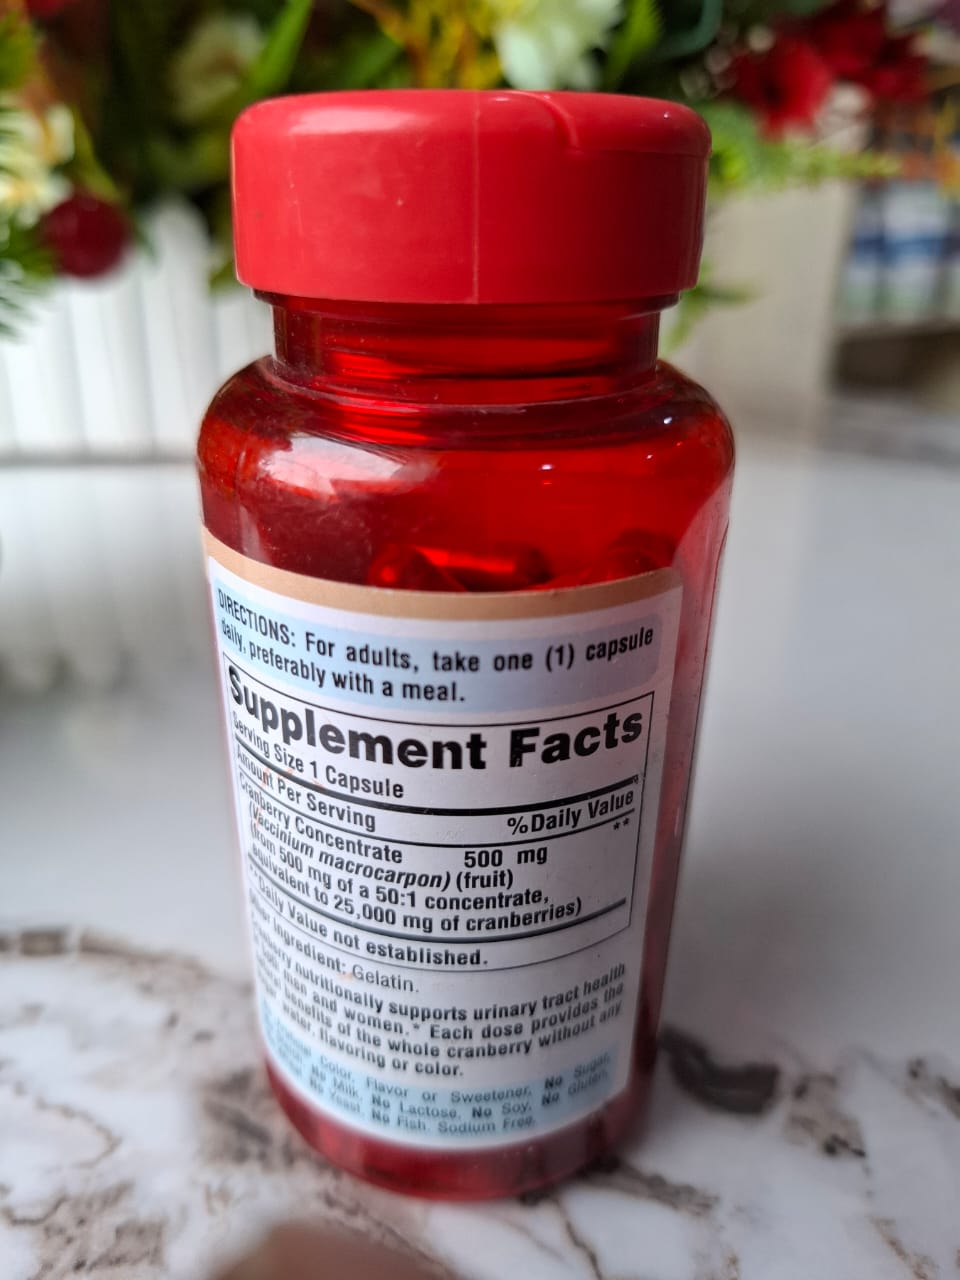 DIRECTIONS: For adults, take one (1) capsule
daily, preferably with a meal.
Supplement Facts
Serving Size 1 Capsule
Amount Per Serving %Daily Value
Cranberry Concentrate 500 mg **
(Vaccinium macrocarpon) (fruit)
(from 500 mg of a 50:1 concentrate,
equivalent to 25,000 mg of cranberries)
**Daily Value not established.
Other Ingredient: Gelatin.
Cranberry nutritionally supports urinary tract health
men and women.* Each dose provides the
benefits of the whole cranberry without any
water, flavoring or color.
Color, Flavor or Sweetener, No Sugar,
No Milk, No Lactose, No Soy, No Gluten,
No Yeast, No Fish. Sodium Free.